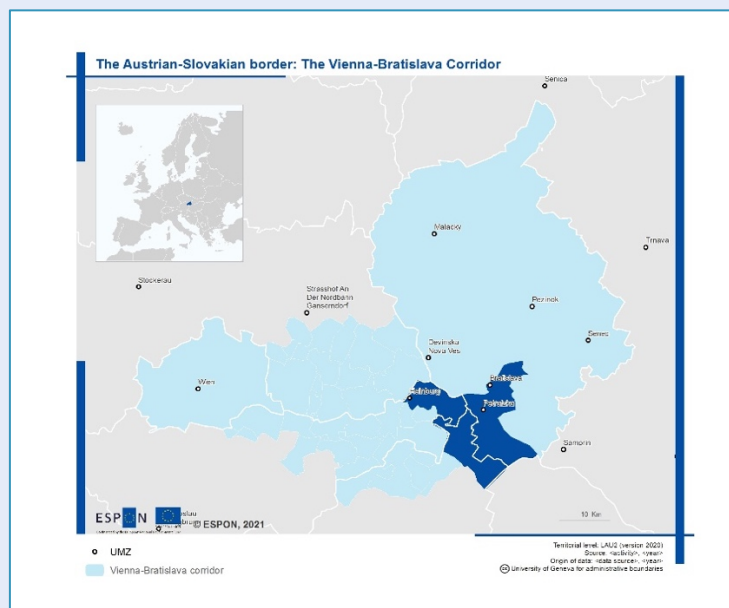 The Austrian-Slovakian border: The Vienna-Bratislava Corridor
Senica
Malacky
Trnava
Stockerau
Strasshof An
Der Nordbahn
Ganserndorf
Pezinok
Senec
Devinska
Nova Ves
Wien
Bratislava
Hainburg
Petrzalka
Samorin
ESPON
© ESPON, 2021
10 Km
UMZ
Vienna-Bratislava corridor
Territorial level: LAU2 (version 2020)
Source: <activity>, <year>
Origin of data: <data source>, <year>
University of Geneva for administrative boundaries